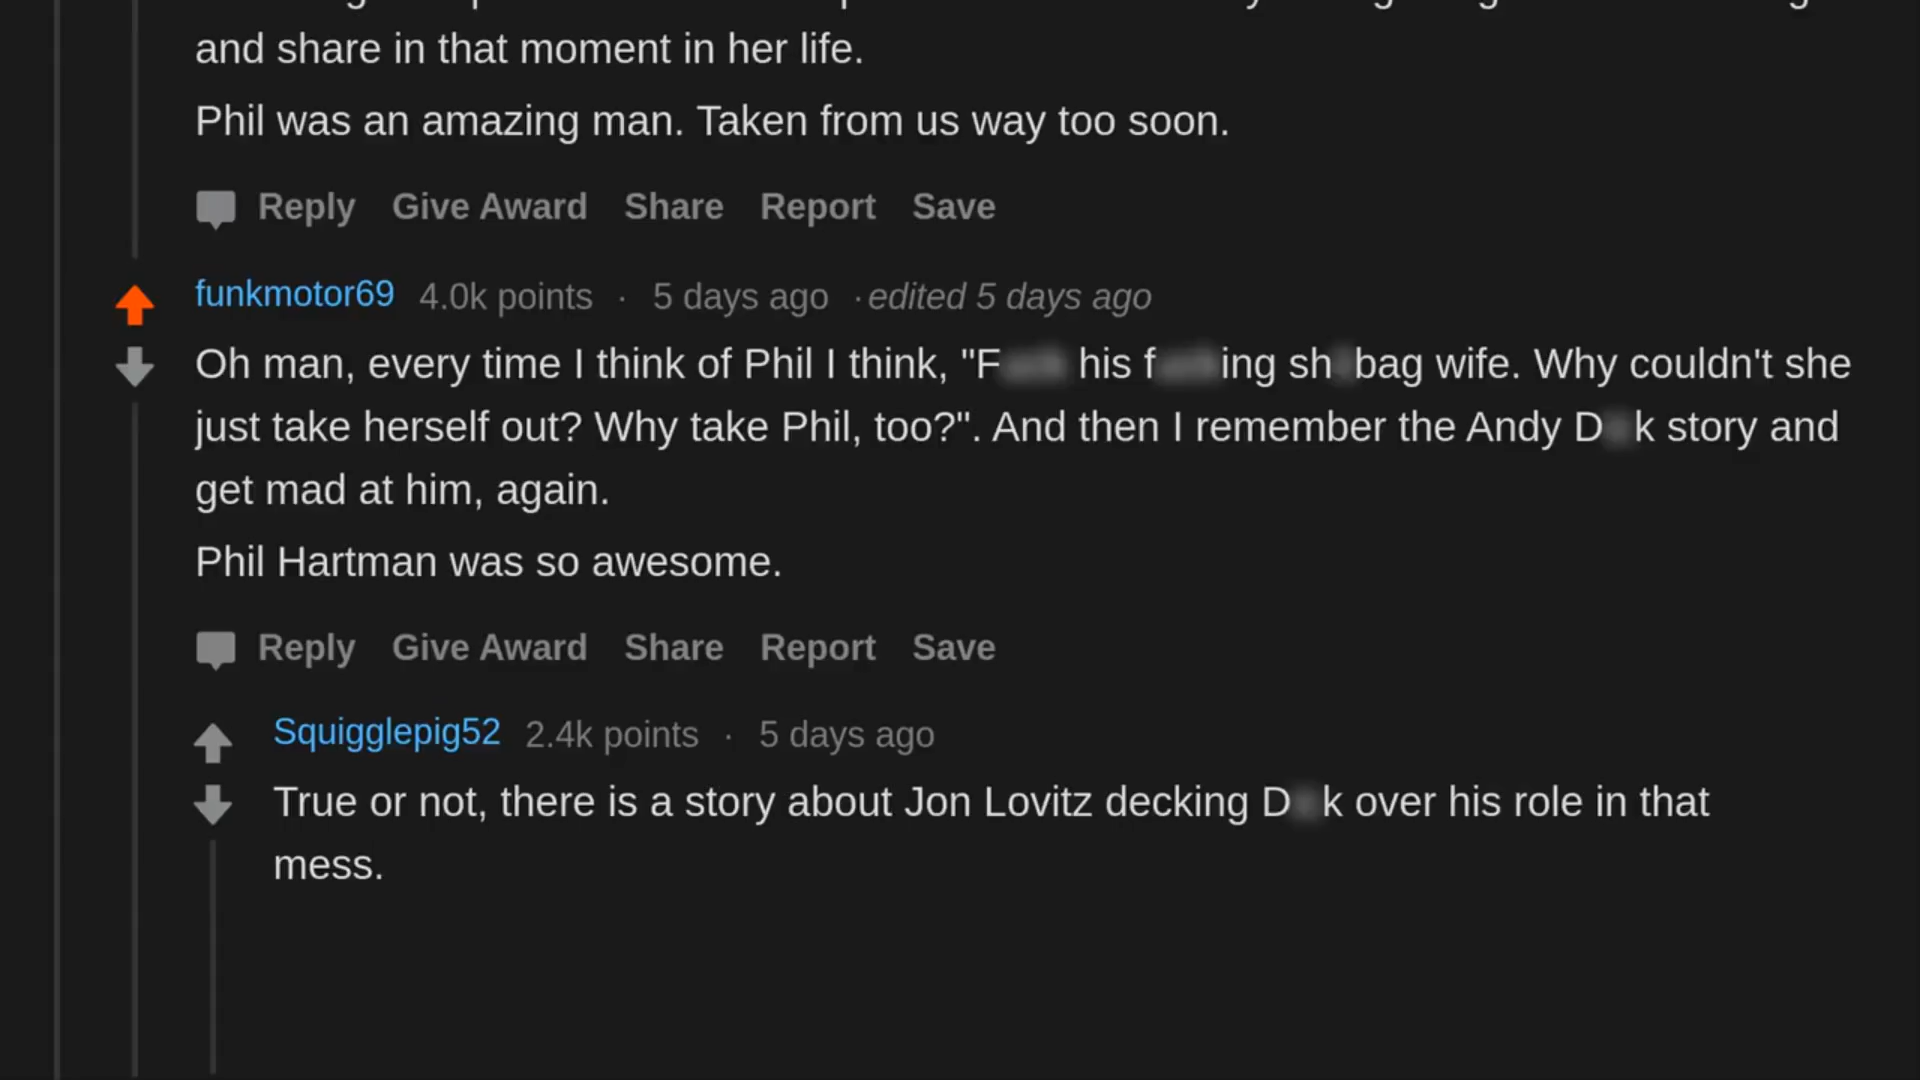 and share in that moment in her life.
Phil was an amazing man. Taken from us way too soon.
Reply Give Award Share Report Save
funkmotor69 4.0k points · 5 days ago · edited 5 days ago
Oh man, every time I think of Phil I think, "F his f ing sh bag wife. Why couldn't she
just take herself out? Why take Phil, too?". And then I remember the Andy D k story and
get mad at him, again.
Phil Hartman was so awesome.
Reply Give Award Share Report Save
Squigglepig52 2.4k points · 5 days ago
True or not, there is a story about Jon Lovitz decking D k over his role in that
mess.